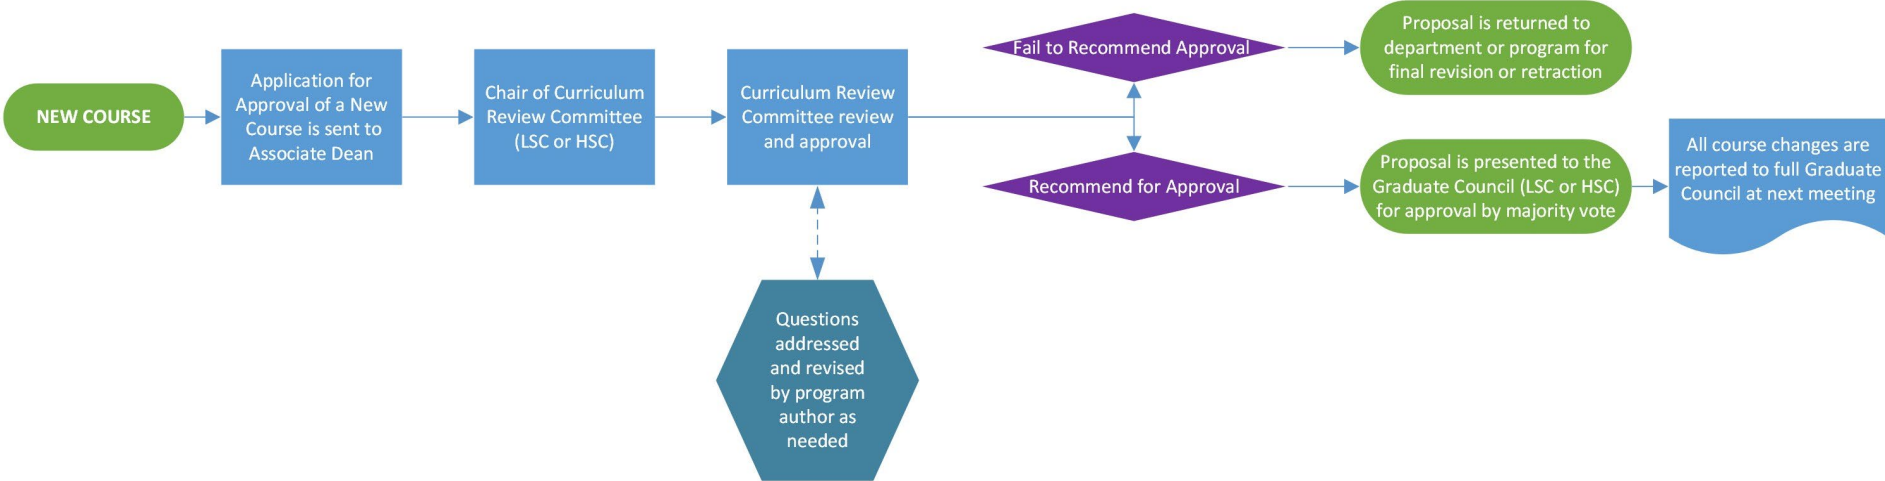 NEW COURSE
Application for
Approval of a New
Course is sent to
Associate Dean
Chair of Curriculum
Review Committee
(LSC or HSC)
Curriculum Review
Committee review
and approval
Questions
addressed
and revised
by program
author as
needed
Fail to Recommend Approval
Proposal is returned to
department or program for
final revision or retraction
Recommend for Approval
Proposal is presented to the
Graduate Council (LSC or HSC)
for approval by majority vote
All course changes are
reported to full Graduate
Council at next meeting